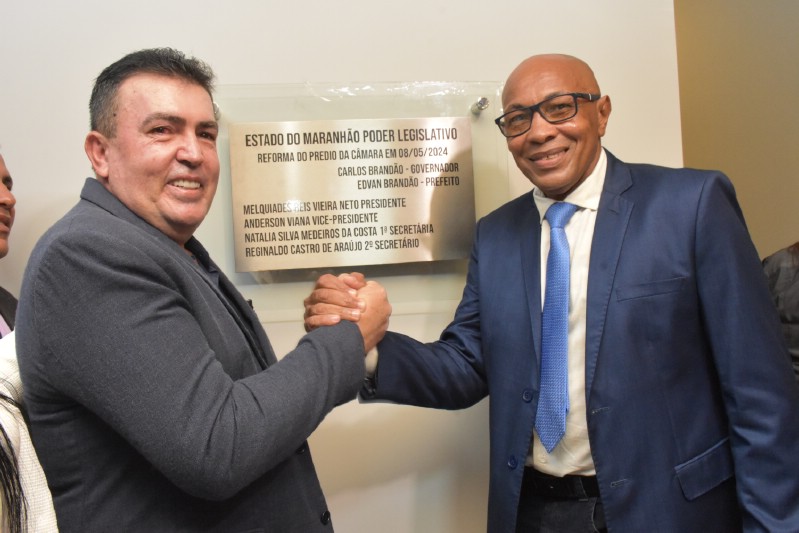 ESTADO DO MARANHÃO PODER LEGISLATIVO
REFORMA DO PREDIO DA CÂMARA EM 08/05/2024
CARLOS BRANDÃO - GOVERNADOR
EDVAN BRANDÃO - PREFEITO
MELQUIADES REIS VIEIRA NETO PRESIDENTE
ANDERSON VIANA VICE-PRESIDENTE
NATALIA SILVA MEDEIROS DA COSTA 1ª SECRETÁRIA
REGINALDO CASTRO DE ARAÚJO 2º SECRETÁRIO